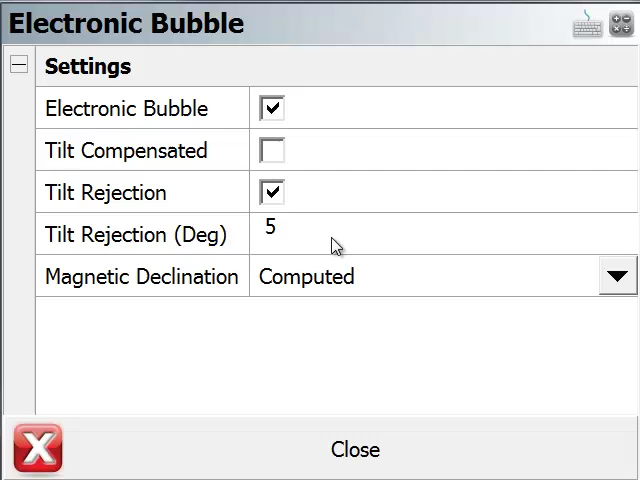 Electronic Bubble
Settings
Electronic Bubble
Tilt Compensated
Tilt Rejection
Tilt Rejection (Deg) 5
Magnetic Declination Computed
Close